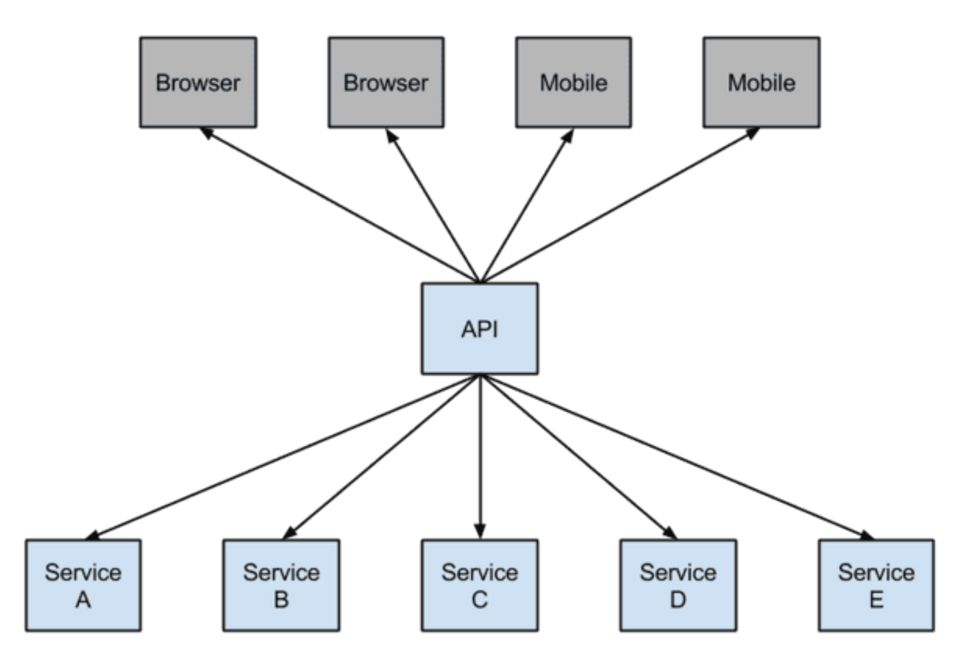 Browser
Browser
Mobile
Mobile
API
Service
A
Service
B
Service
C
Service
D
Service
E